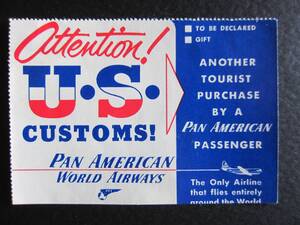 Attention!
U.S.
CUSTOMS!
PAN AMERICAN
WORLD AIRWAYS
TO BE DECLARED
GIFT
ANOTHER
TOURIST
PURCHASE
BY A
PAN AMERICAN
PASSENGER
The Only Airline
that flies entirely
around the World